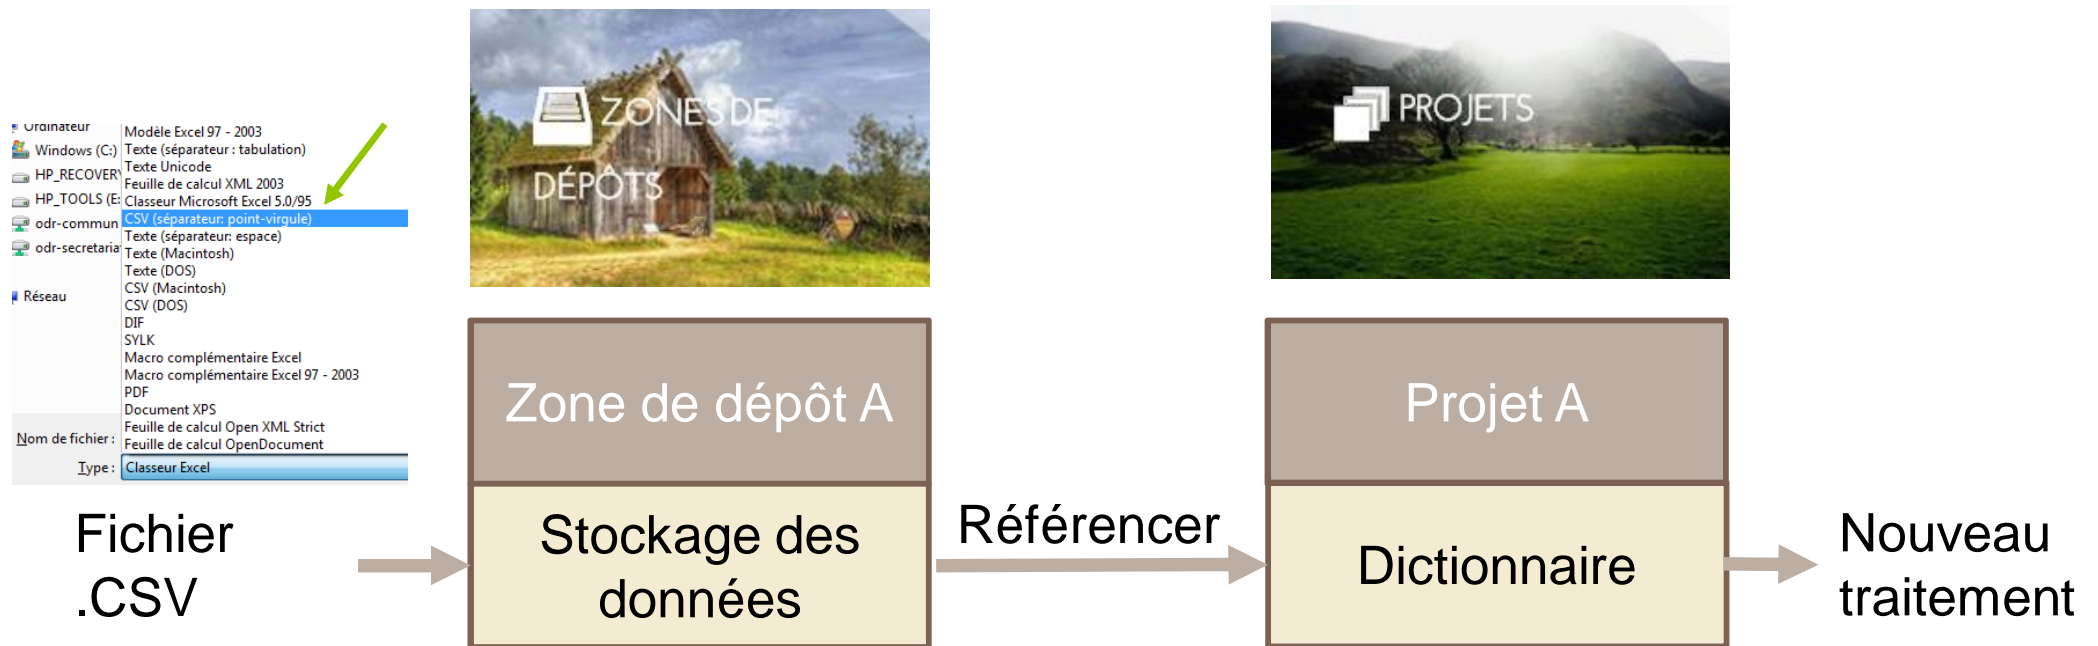 Ordinateur
Windows (C:)
HP_RECOVERY
HP_TOOLS (E:
odr-commun
odr-secretaria
Réseau
Modèle Excel 97 - 2003
Texte (séparateur : tabulation)
Texte Unicode
Feuille de calcul XML 2003
Classeur Microsoft Excel 5.0/95
CSV (séparateur: point-virgule)
Texte (séparateur: espace)
Texte (Macintosh)
Texte (DOS)
CSV (Macintosh)
CSV (DOS)
DIF
SYLK
Macro complémentaire Excel
Macro complémentaire Excel 97 - 2003
PDF
Document XPS
Feuille de calcul Open XML Strict
Feuille de calcul OpenDocument
Nom de fichier :
Type : Classeur Excel
Fichier
.CSV
ZONES DE
DÉPÔTS
Zone de dépôt A
Stockage des
données
Référencer
PROJETS
Projet A
Dictionnaire
Nouveau
traitement